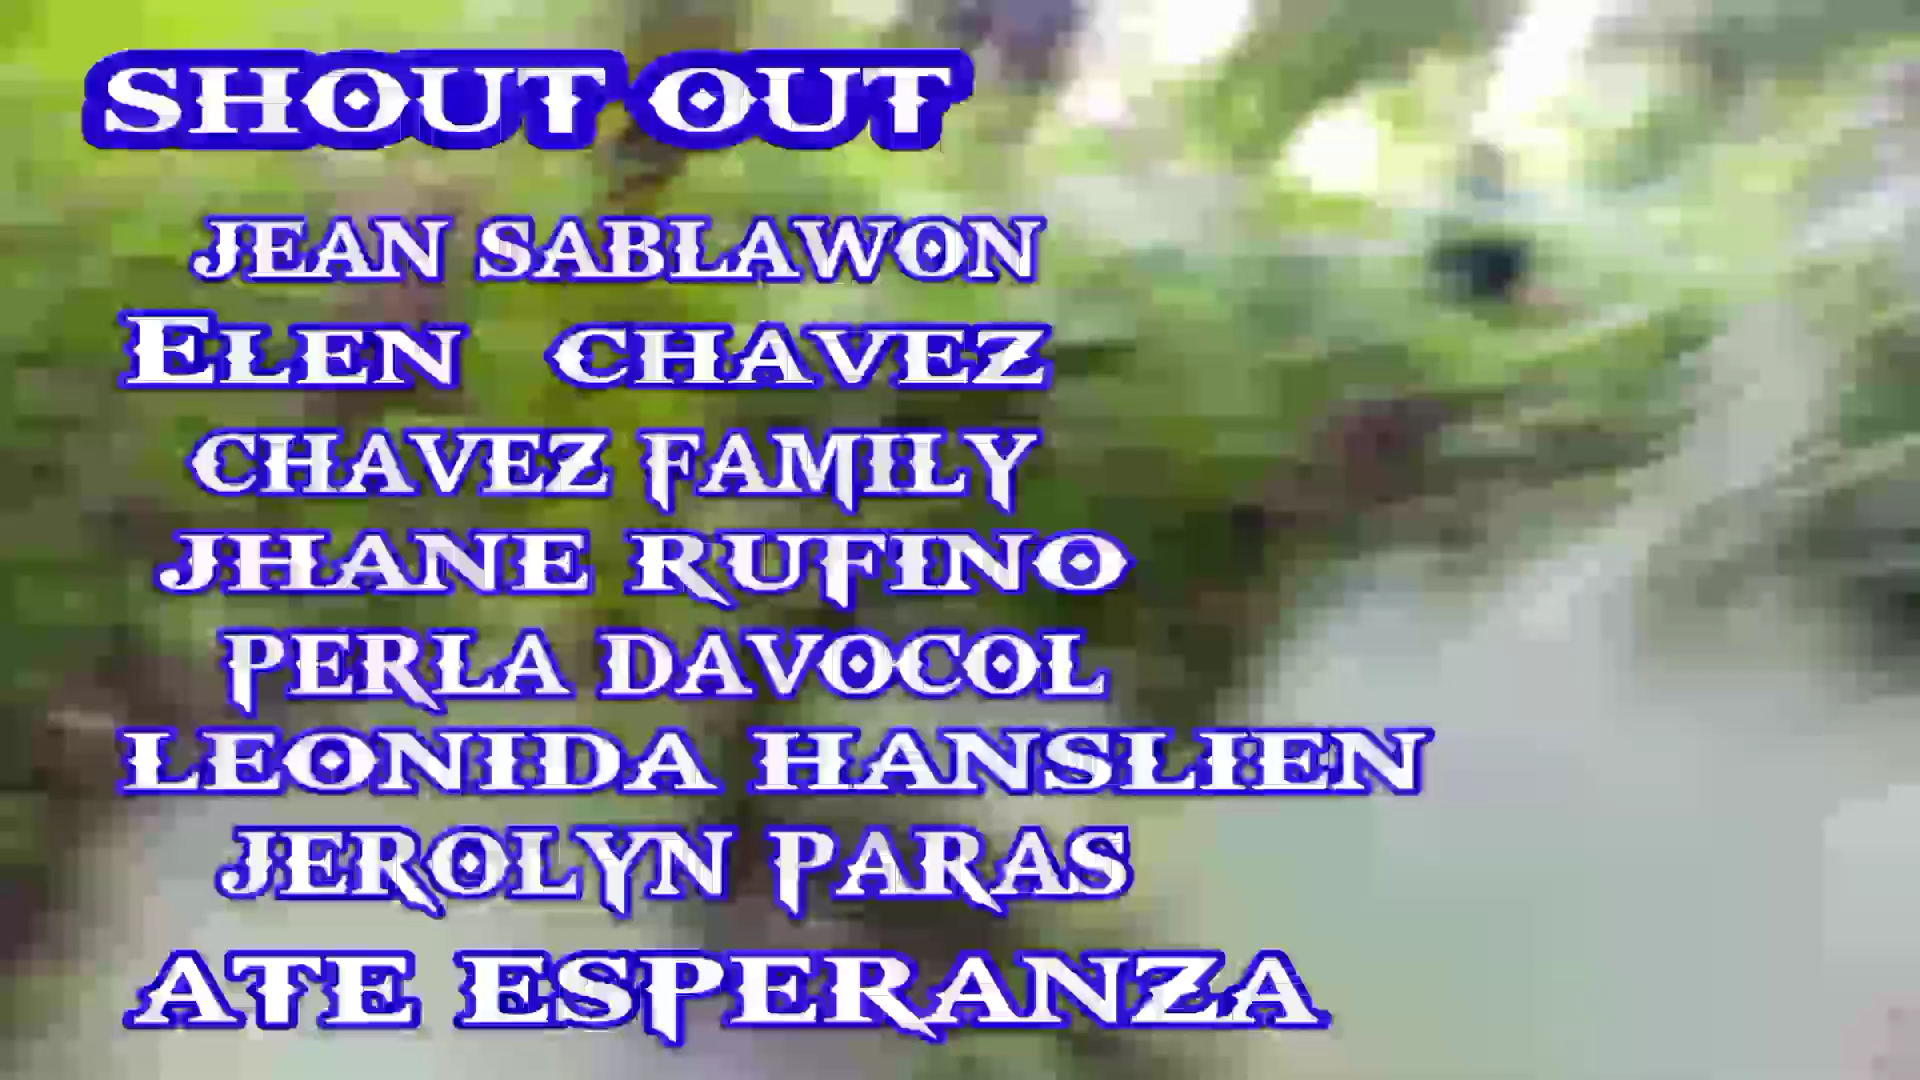 SHOUT OUT
JEAN SABLAWON
ELEN CHAVEZ
CHAVEZ FAMILY
JHANE RUFINO
PERLA DAVOCOL
LEONIDA HANSLIEN
JEROLYN PARAS
ATE ESPERANZA